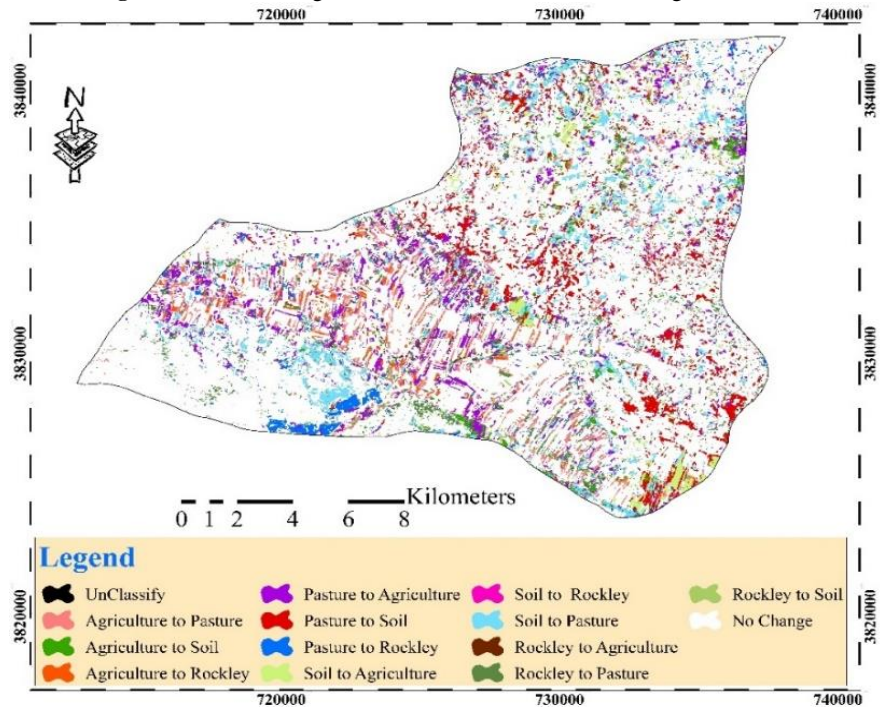 720000 730000 740000
3840000 3840000
N
3830000 3830000
Kilometers
0 1 2 4 6 8
Legend
UnClassify Pasture to Agriculture Soil to Rockley Rockley to Soil
Agriculture to Pasture Pasture to Soil Soil to Pasture No Change
Agriculture to Soil Pasture to Rockley Rockley to Agriculture
Agriculture to Rockley Soil to Agriculture Rockley to Pasture
3820000 3820000
720000 730000 740000